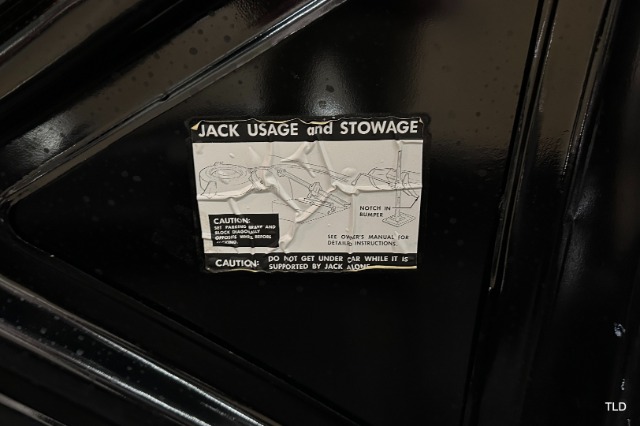 JACK USAGE and STOWAGE
NOTCH IN
BUMPER
CAUTION:
SET PARKING BRAKE AND
BLOCK DIAGONALLY
OPPOSITE WHEEL BEFORE
SEE OWNER'S MANUAL FOR
DETAILED INSTRUCTIONS.
CAUTION: DO NOT GET UNDER CAR WHILE IT IS
SUPPORTED BY JACK ALONE
TLD